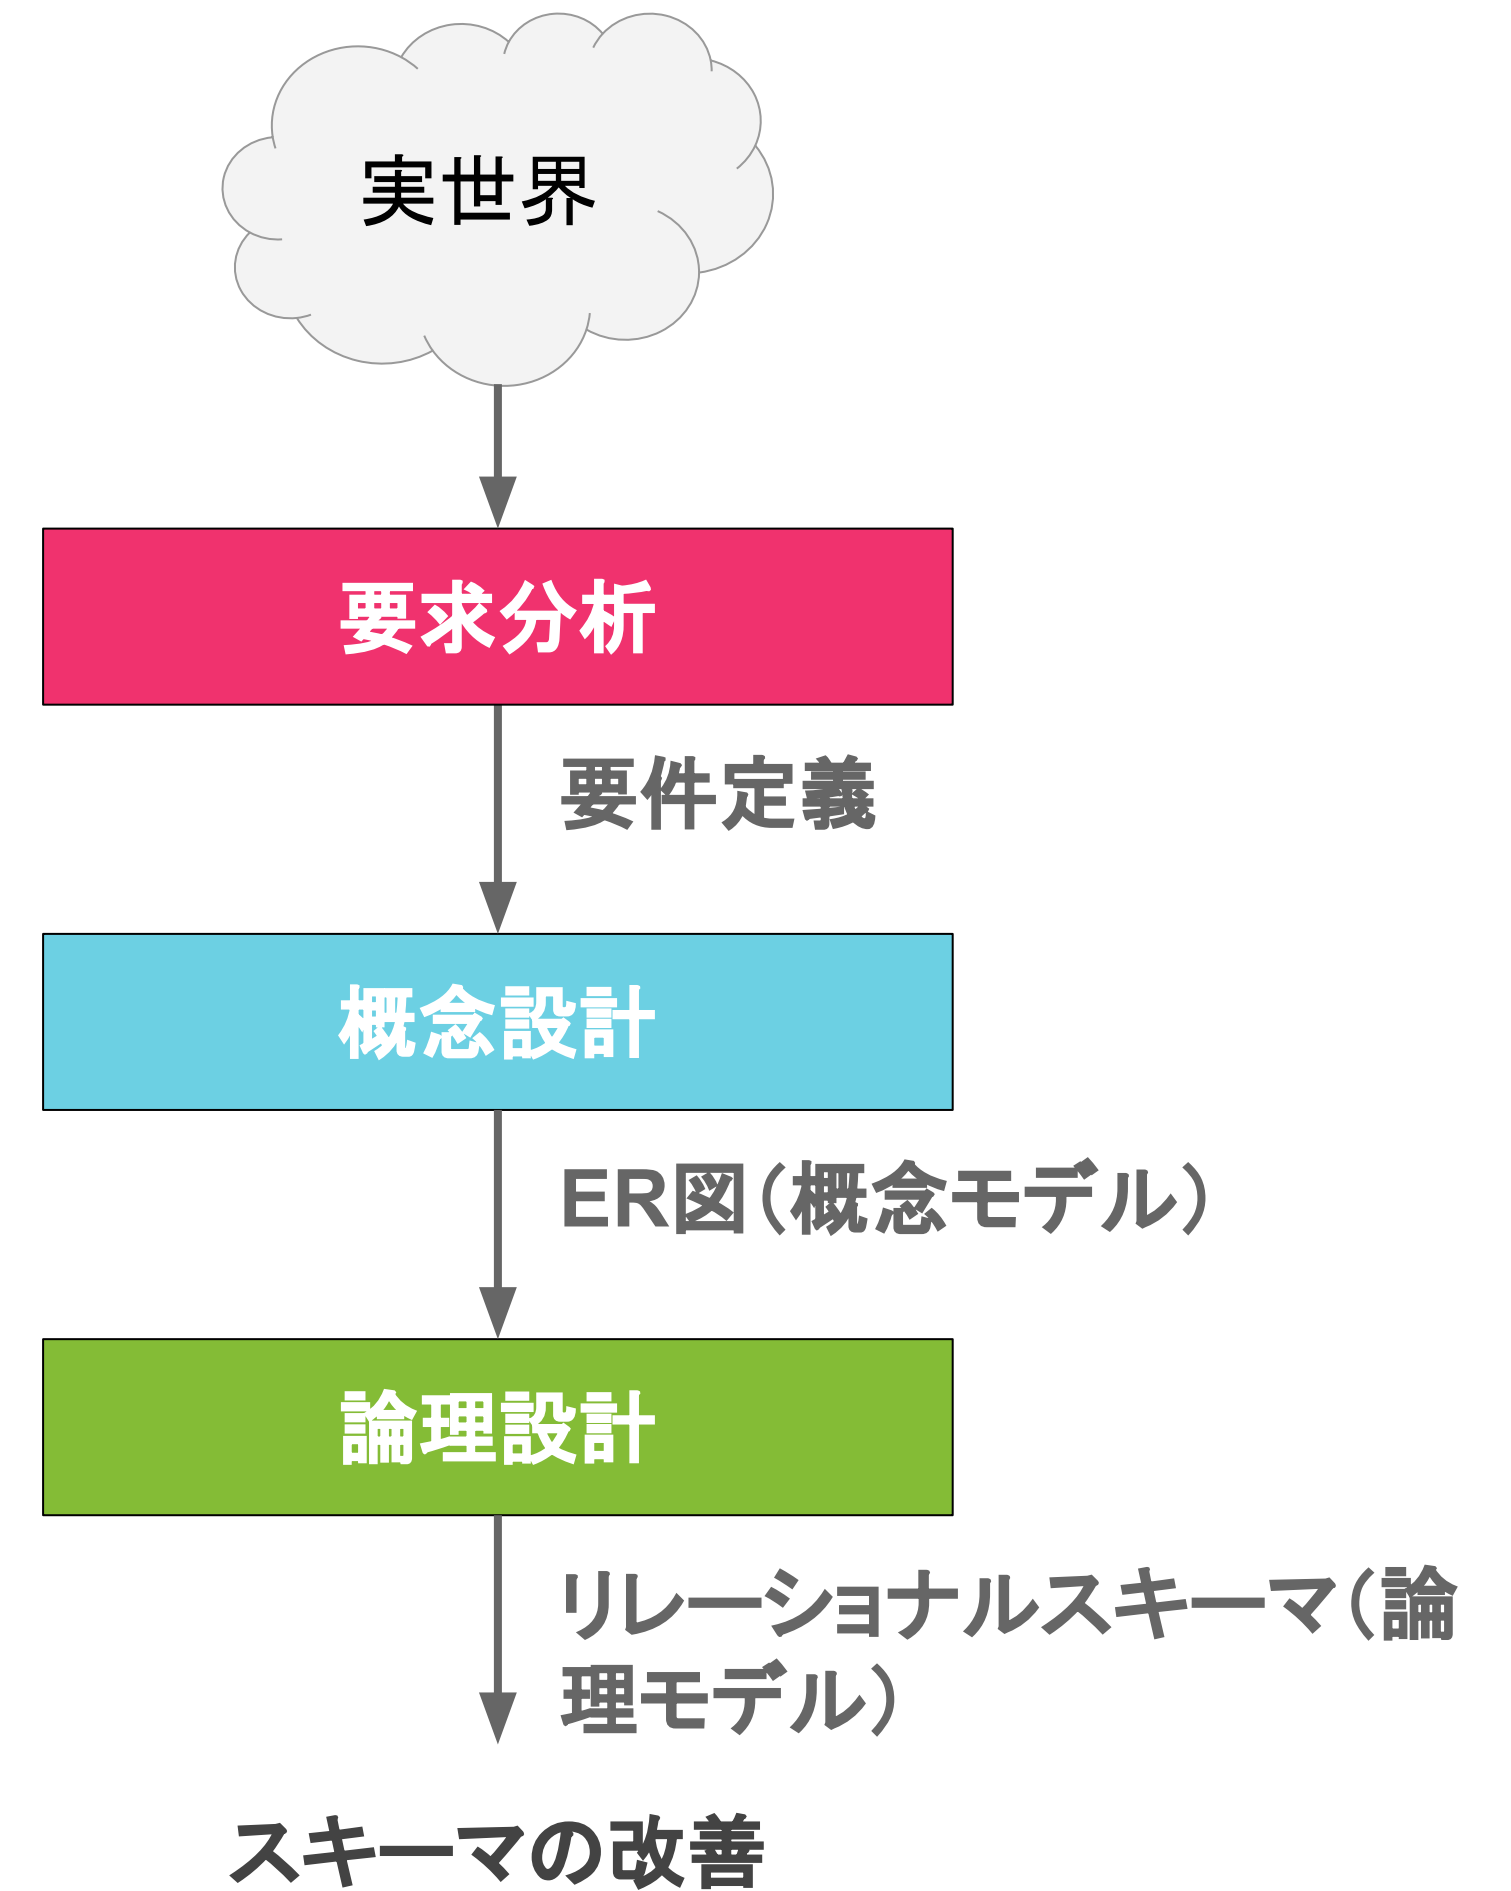 実世界
要求分析
要件定義
概念設計
ER図（概念モデル）
論理設計
リレーショナルスキーマ（論
理モデル）
スキーマの改善